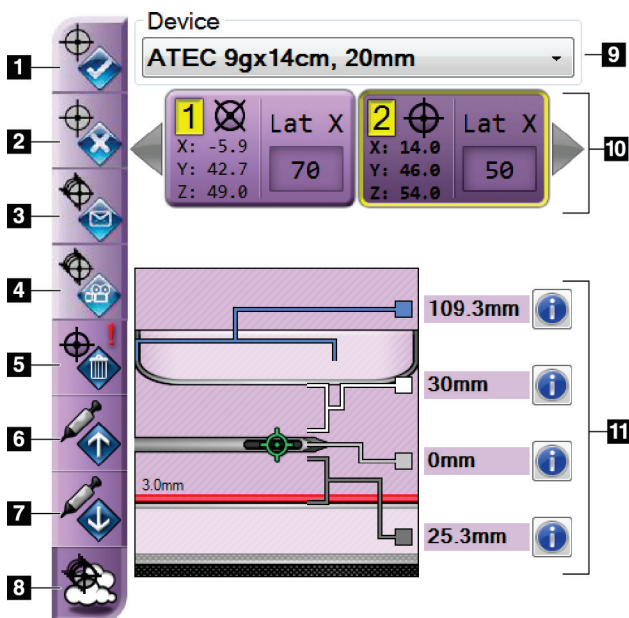 Device
1
ATEC 9gx14cm, 20mm
9
2
1 Lat X
X: -5.9
Y: 42.7
Z: 49.0
70
2 Lat X
X: 14.0
Y: 46.0
Z: 54.0
50
10
3
4
109.3mm
5
30mm
6
0mm
11
3.0mm
7
25.3mm
8